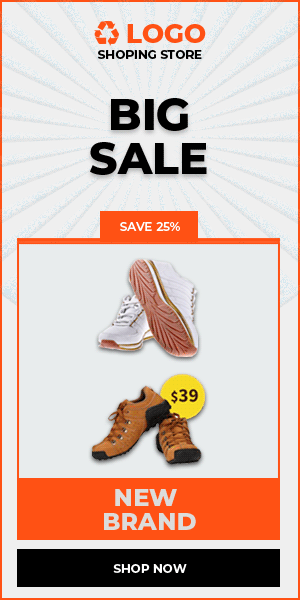 LOGO
SHOPING STORE
BIG
SALE
SAVE 25%
$39
NEW
BRAND
SHOP NOW